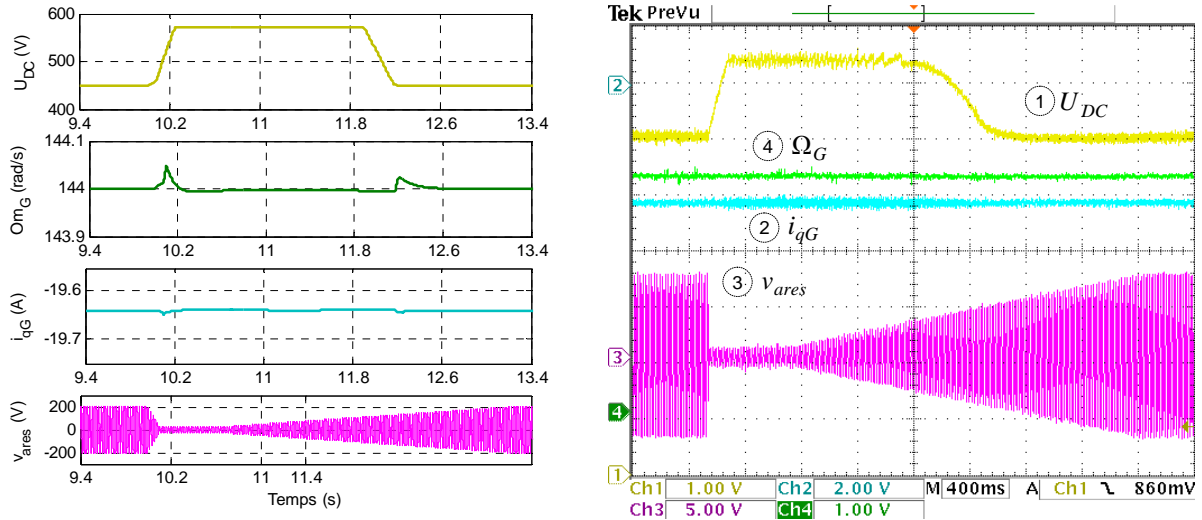 600
500
400
U_DC (V)
9.4 10.2 11 11.8 12.6 13.4
144.1
144
143.9
Om_G (rad/s)
9.4 10.2 11 11.8 12.6 13.4
-19.6
-19.7
i_qG (A)
9.4 10.2 11 11.8 12.6 13.4
200
0
-200
v_ares (V)
9.4 10.2 11 11.4 13.4
Temps (s)
Tek PreVu
2
1 U_DC
4 Ω_G
2 i_qG
3 v_ares
3
4
1
Ch1 1.00 V Ch2 2.00 V M 400ms A Ch1 860mV
Ch3 5.00 V Ch4 1.00 V